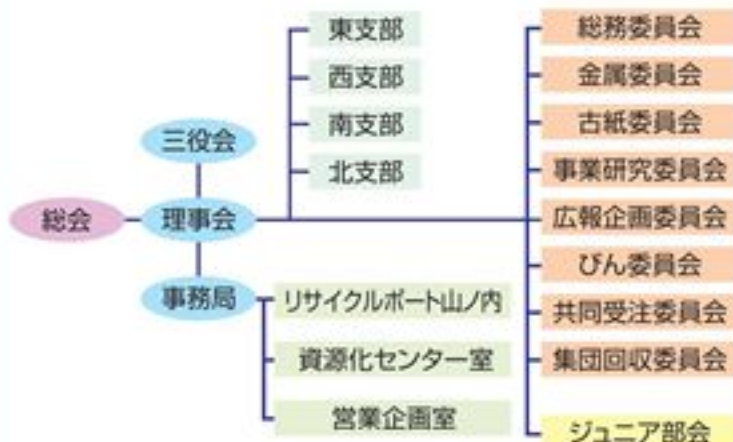 総会
三役会
理事会
事務局
東支部
西支部
南支部
北支部
リサイクルポート山ノ内
資源化センター室
営業企画室
総務委員会
金属委員会
古紙委員会
事業研究委員会
広報企画委員会
びん委員会
共同受注委員会
集団回収委員会
ジュニア部会